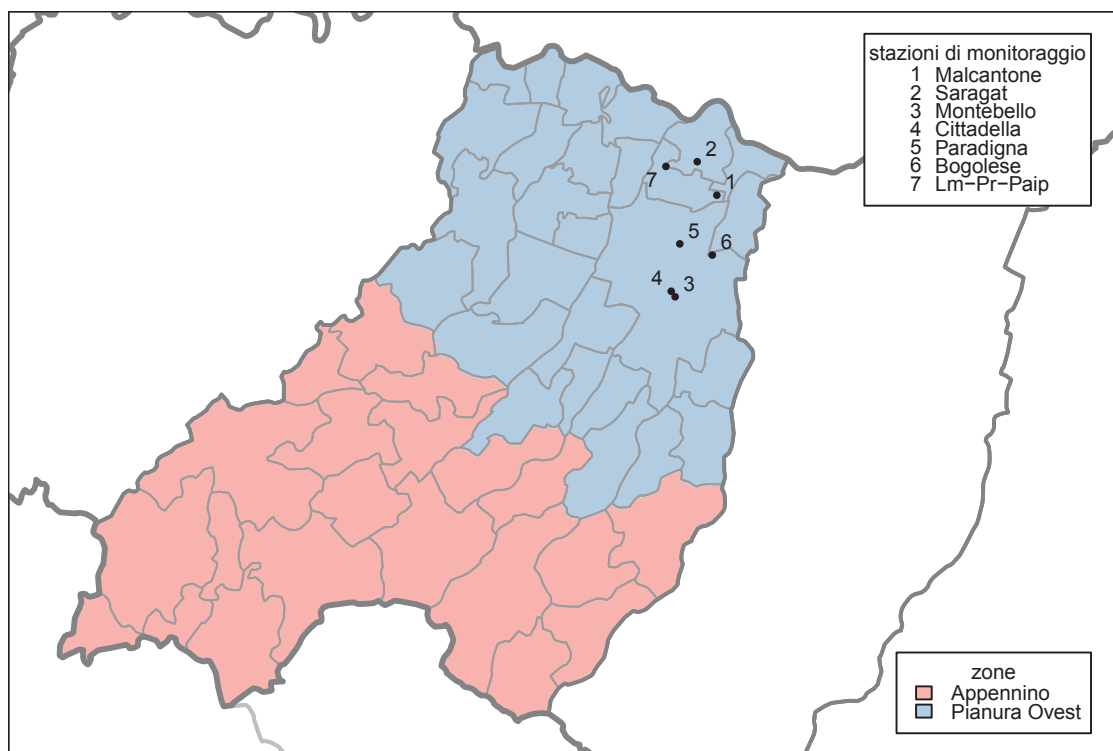 stazioni di monitoraggio
1 Malcantone
2 Saragat
3 Montebello
4 Cittadella
5 Paradigna
6 Bogolese
7 Lm−Pr−Paip
2
7
1
5
6
4
3
zone
Appennino
Pianura Ovest